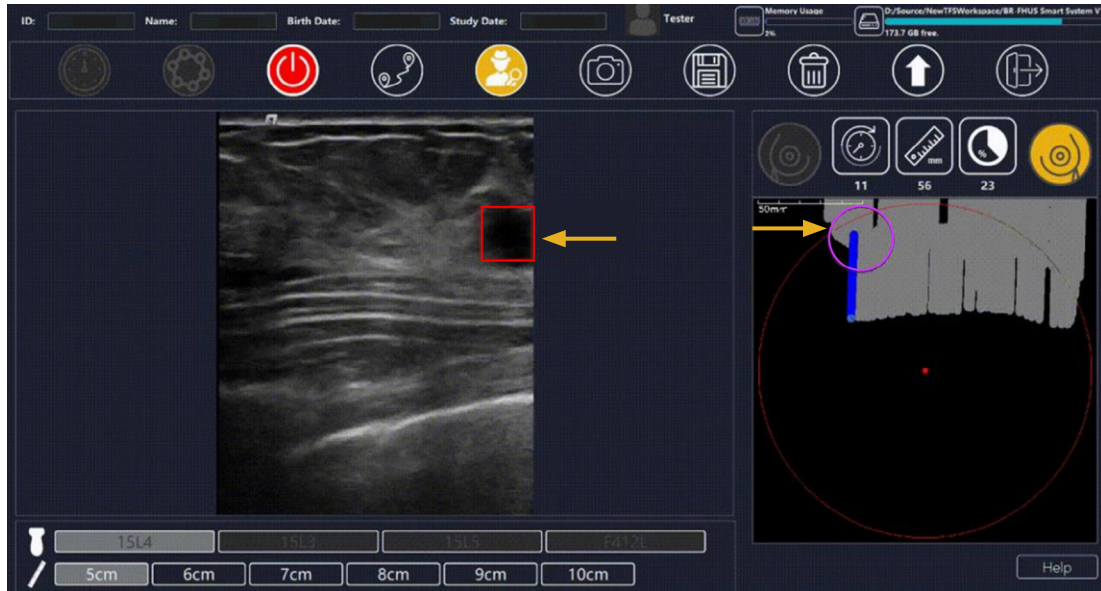 ID:
Name:
Birth Date:
Study Date:
Tester
Memory Usage
2%
D:/Source/NewTFSWorkspace/BR-FHUS Smart System V
173.7 GB free.
mm
%
11
56
23
50mm
15L4
15L3
15L5
F412L
5cm
6cm
7cm
8cm
9cm
10cm
Help